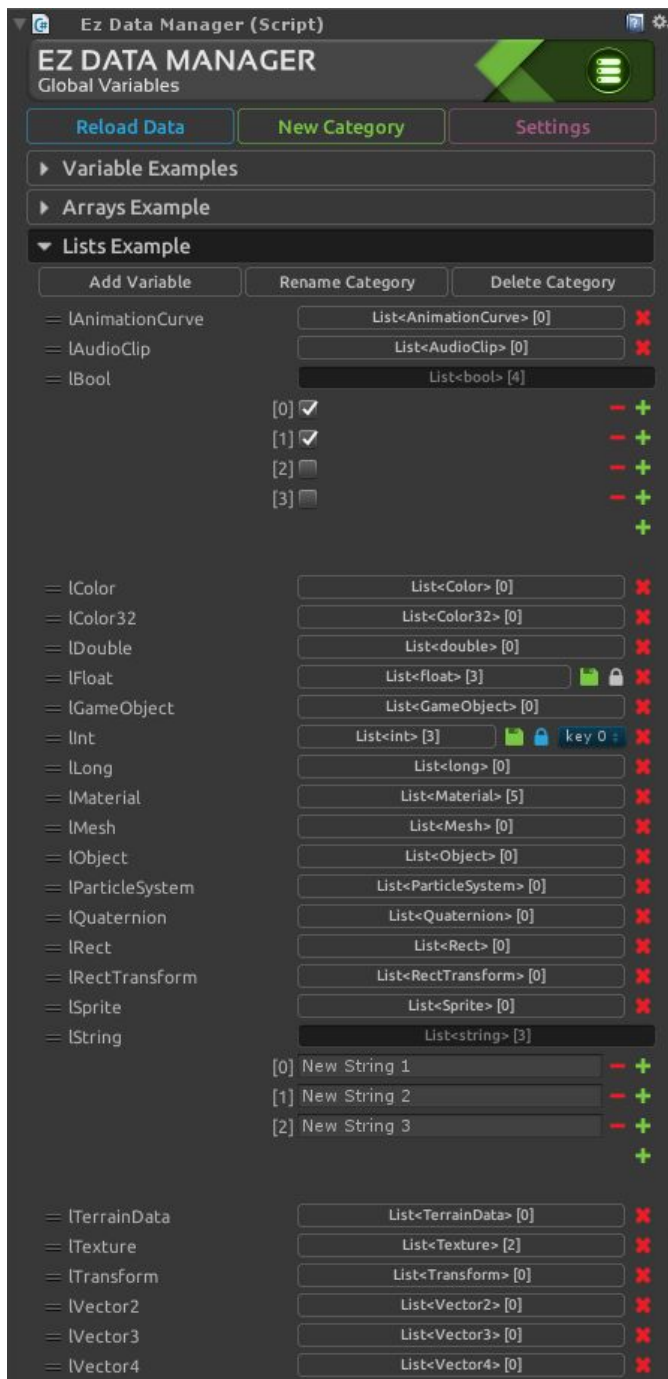 Ez Data Manager (Script)
EZ DATA MANAGER
Global Variables
Reload Data New Category Settings
Variable Examples
Arrays Example
Lists Example
Add Variable Rename Category Delete Category
lAnimationCurve List<AnimationCurve> [0]
lAudioClip List<AudioClip> [0]
lBool List<bool> [4]
[0]
[1]
[2]
[3]
lColor List<Color> [0]
lColor32 List<Color32> [0]
lDouble List<double> [0]
lFloat List<float> [3]
lGameObject List<GameObject> [0]
lInt List<int> [3] key 0
lLong List<long> [0]
lMaterial List<Material> [5]
lMesh List<Mesh> [0]
lObject List<Object> [0]
lParticleSystem List<ParticleSystem> [0]
lQuaternion List<Quaternion> [0]
lRect List<Rect> [0]
lRectTransform List<RectTransform> [0]
lSprite List<Sprite> [0]
lString List<string> [3]
[0] New String 1
[1] New String 2
[2] New String 3
lTerrainData List<TerrainData> [0]
lTexture List<Texture> [2]
lTransform List<Transform> [0]
lVector2 List<Vector2> [0]
lVector3 List<Vector3> [0]
lVector4 List<Vector4> [0]